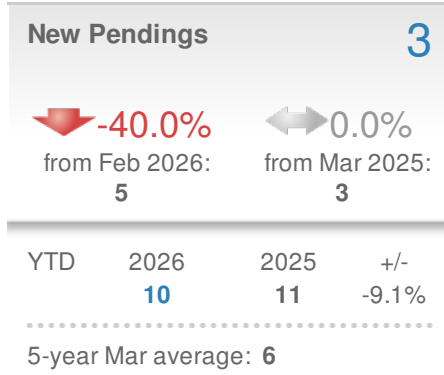 New Pendings 3
-40.0% 0.0%
from Feb 2026: from Mar 2025:
5 3
YTD 2026 2025 +/-
10 11 -9.1%
5-year Mar average: 6